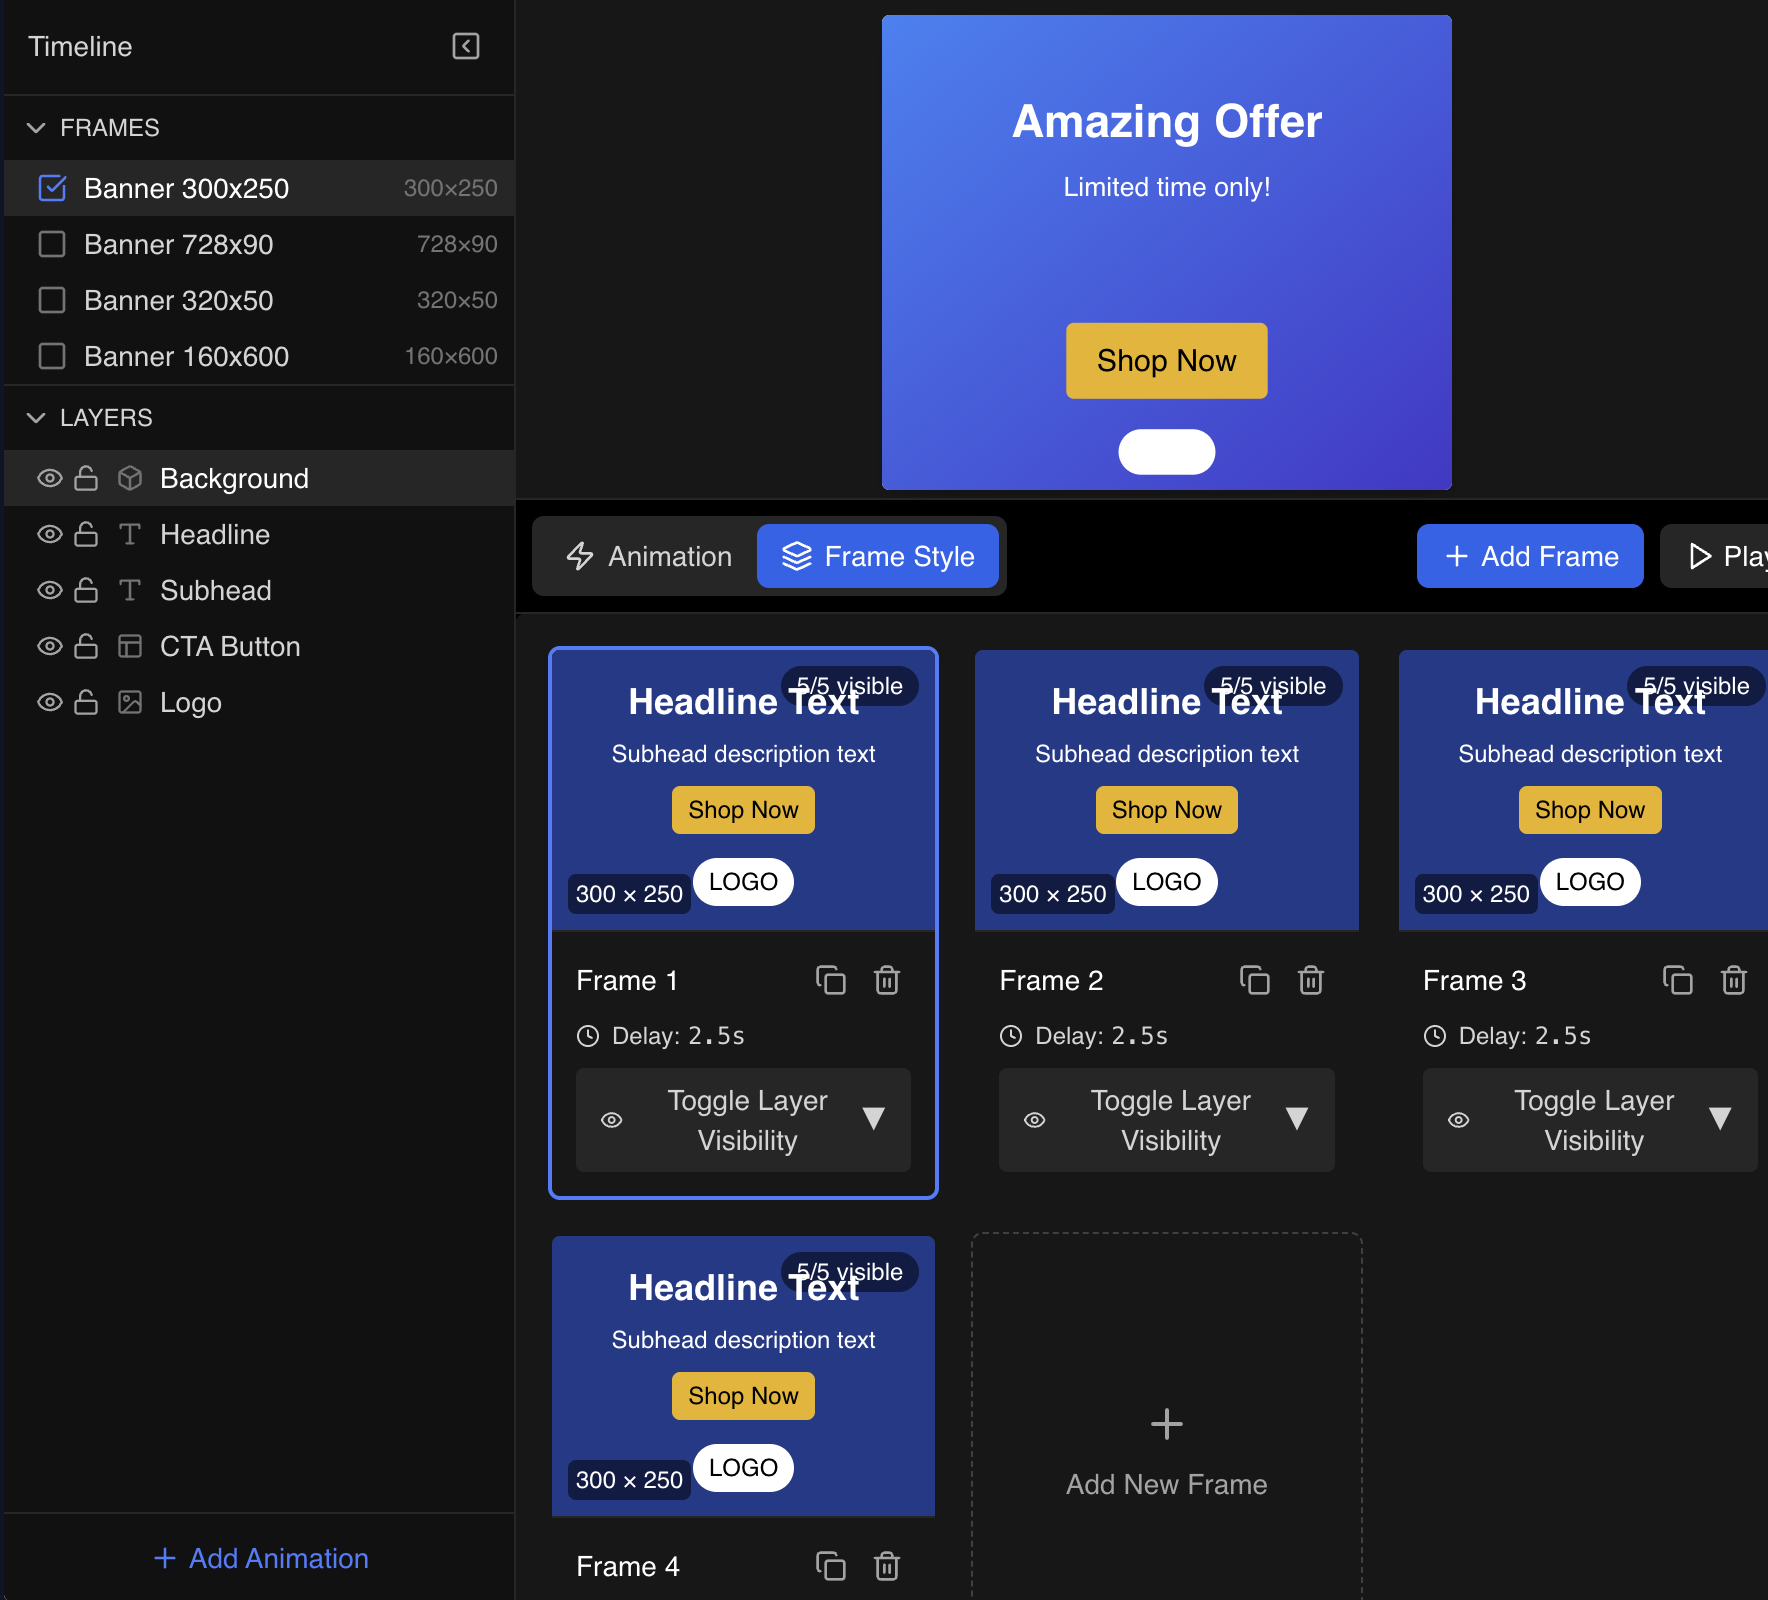 Timeline
FRAMES
Banner 300x250 300×250
Banner 728x90 728×90
Banner 320x50 320×50
Banner 160x600 160×600
LAYERS
Background
Headline
Subhead
CTA Button
Logo
Add Animation
Amazing Offer
Limited time only!
Shop Now
Animation
Frame Style
Add Frame
Play
5/5 visible
Headline Text
Subhead description text
Shop Now
LOGO
300 × 250
Frame 1
Delay: 2.5s
Toggle Layer
Visibility
5/5 visible
Headline Text
Subhead description text
Shop Now
LOGO
300 × 250
Frame 2
Delay: 2.5s
Toggle Layer
Visibility
5/5 visible
Headline Text
Subhead description text
Shop Now
LOGO
300 × 250
Frame 3
Delay: 2.5s
Toggle Layer
Visibility
5/5 visible
Headline Text
Subhead description text
Shop Now
LOGO
300 × 250
Frame 4
Add New Frame